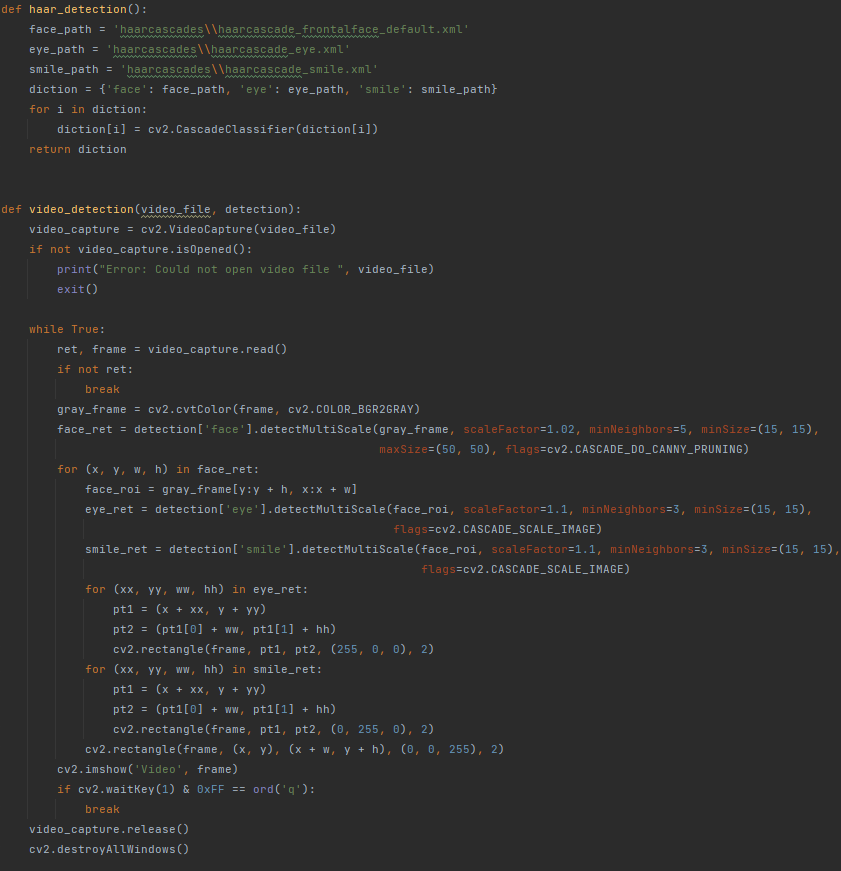 def haar_detection():
    face_path = 'haarcascades\\haarcascade_frontalface_default.xml'
    eye_path = 'haarcascades\\haarcascade_eye.xml'
    smile_path = 'haarcascades\\haarcascade_smile.xml'
    diction = {'face': face_path, 'eye': eye_path, 'smile': smile_path}
    for i in diction:
        diction[i] = cv2.CascadeClassifier(diction[i])
    return diction


def video_detection(video_file, detection):
    video_capture = cv2.VideoCapture(video_file)
    if not video_capture.isOpened():
        print("Error: Could not open video file ", video_file)
        exit()

    while True:
        ret, frame = video_capture.read()
        if not ret:
            break
        gray_frame = cv2.cvtColor(frame, cv2.COLOR_BGR2GRAY)
        face_ret = detection['face'].detectMultiScale(gray_frame, scaleFactor=1.02, minNeighbors=5, minSize=(15, 15),
                                                      maxSize=(50, 50), flags=cv2.CASCADE_DO_CANNY_PRUNING)
        for (x, y, w, h) in face_ret:
            face_roi = gray_frame[y:y + h, x:x + w]
            eye_ret = detection['eye'].detectMultiScale(face_roi, scaleFactor=1.1, minNeighbors=3, minSize=(15, 15),
                                                        flags=cv2.CASCADE_SCALE_IMAGE)
            smile_ret = detection['smile'].detectMultiScale(face_roi, scaleFactor=1.1, minNeighbors=3, minSize=(15, 15),
                                                            flags=cv2.CASCADE_SCALE_IMAGE)
            for (xx, yy, ww, hh) in eye_ret:
                pt1 = (x + xx, y + yy)
                pt2 = (pt1[0] + ww, pt1[1] + hh)
                cv2.rectangle(frame, pt1, pt2, (255, 0, 0), 2)
            for (xx, yy, ww, hh) in smile_ret:
                pt1 = (x + xx, y + yy)
                pt2 = (pt1[0] + ww, pt1[1] + hh)
                cv2.rectangle(frame, pt1, pt2, (0, 255, 0), 2)
            cv2.rectangle(frame, (x, y), (x + w, y + h), (0, 0, 255), 2)
        cv2.imshow('Video', frame)
        if cv2.waitKey(1) & 0xFF == ord('q'):
            break
    video_capture.release()
    cv2.destroyAllWindows()